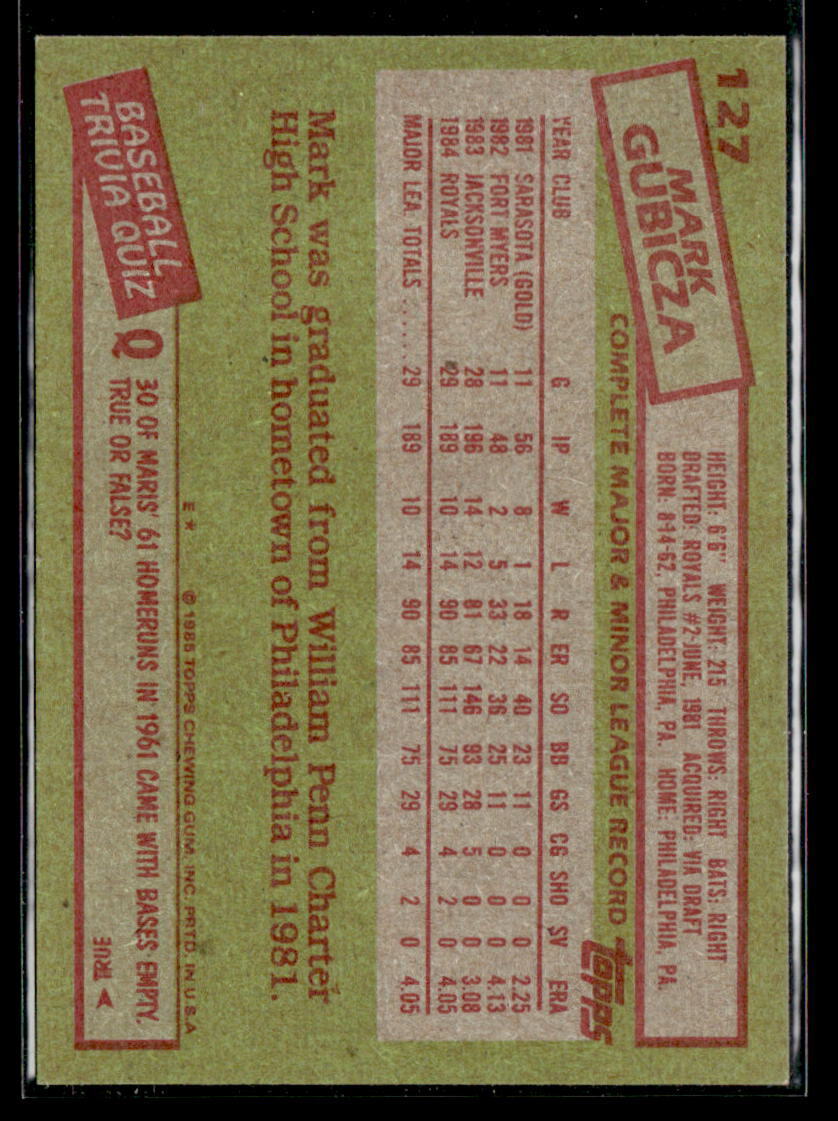 127
MARK
GUBICZA
HEIGHT: 6'6" WEIGHT: 215 THROWS: RIGHT BATS: RIGHT
DRAFTED: ROYALS #2-JUNE, 1981 ACQUIRED: VIA DRAFT
BORN: 8-14-62, PHILADELPHIA, PA. HOME: PHILADELPHIA, PA.
COMPLETE MAJOR & MINOR LEAGUE RECORD
topps
YEAR CLUB G IP W L R ER SO BB GS CG SHO SV ERA
1981 SARASOTA (GOLD) 11 56 8 1 18 14 40 23 11 0 0 0 2.25
1982 FORT MYERS 11 48 2 5 33 22 36 25 11 0 0 0 4.13
1983 JACKSONVILLE 28 196 14 12 81 67 146 93 28 5 0 0 3.08
1984 ROYALS 29 189 10 14 90 85 111 75 29 4 2 0 4.05
MAJOR LEA. TOTALS ..... 29 189 10 14 90 85 111 75 29 4 2 0 4.05
Mark was graduated from William Penn Charter
High School in hometown of Philadelphia in 1981.
E * © 1985 TOPPS CHEWING GUM, INC. PRTD. IN U.S.A.
BASEBALL
TRIVIA QUIZ
Q 30 OF MARIS' 61 HOMERUNS IN 1961 CAME WITH BASES EMPTY.
TRUE OR FALSE?
TRUE